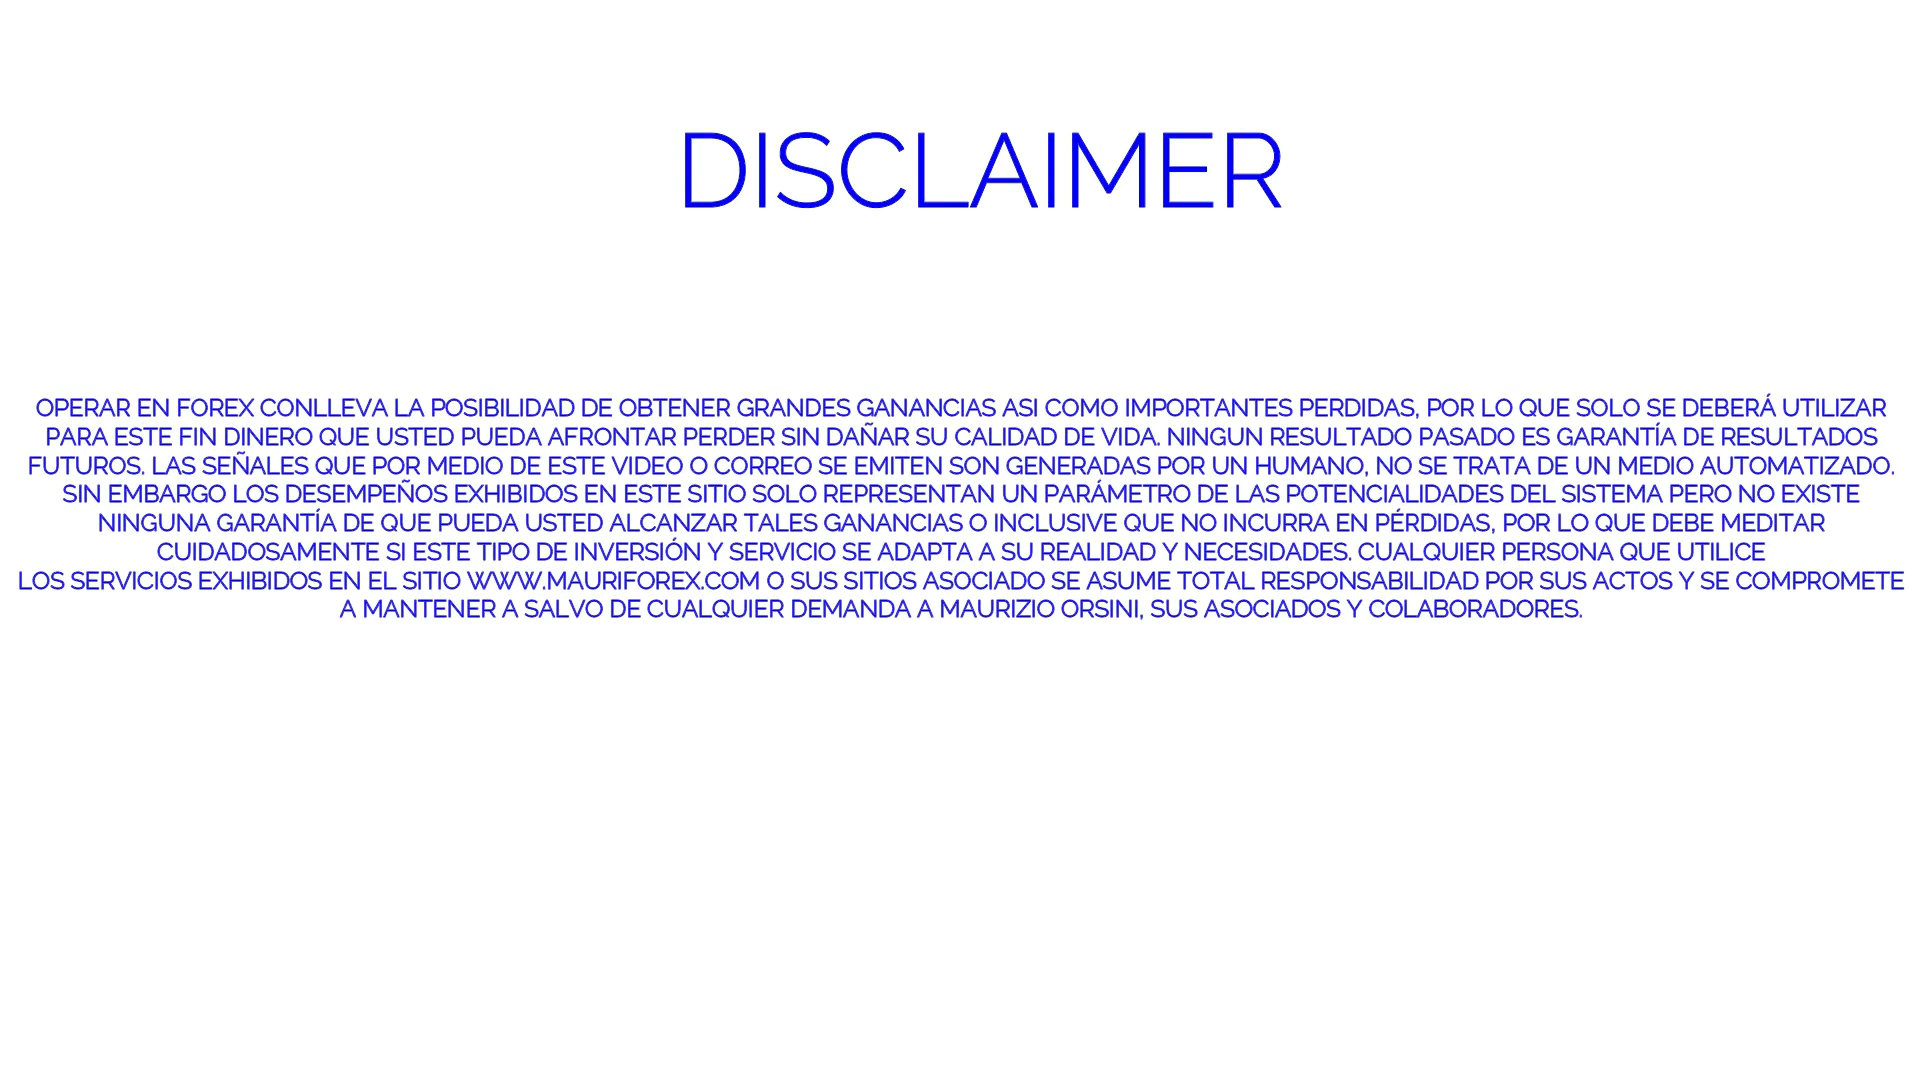 DISCLAIMER
OPERAR EN FOREX CONLLEVA LA POSIBILIDAD DE OBTENER GRANDES GANANCIAS ASI COMO IMPORTANTES PERDIDAS, POR LO QUE SOLO SE DEBERÁ UTILIZAR
PARA ESTE FIN DINERO QUE USTED PUEDA AFRONTAR PERDER SIN DAÑAR SU CALIDAD DE VIDA. NINGUN RESULTADO PASADO ES GARANTÍA DE RESULTADOS
FUTUROS. LAS SEÑALES QUE POR MEDIO DE ESTE VIDEO O CORREO SE EMITEN SON GENERADAS POR UN HUMANO, NO SE TRATA DE UN MEDIO AUTOMATIZADO.
SIN EMBARGO LOS DESEMPEÑOS EXHIBIDOS EN ESTE SITIO SOLO REPRESENTAN UN PARÁMETRO DE LAS POTENCIALIDADES DEL SISTEMA PERO NO EXISTE
NINGUNA GARANTÍA DE QUE PUEDA USTED ALCANZAR TALES GANANCIAS O INCLUSIVE QUE NO INCURRA EN PÉRDIDAS, POR LO QUE DEBE MEDITAR
CUIDADOSAMENTE SI ESTE TIPO DE INVERSIÓN Y SERVICIO SE ADAPTA A SU REALIDAD Y NECESIDADES. CUALQUIER PERSONA QUE UTILICE
LOS SERVICIOS EXHIBIDOS EN EL SITIO WWW.MAURIFOREX.COM O SUS SITIOS ASOCIADO SE ASUME TOTAL RESPONSABILIDAD POR SUS ACTOS Y SE COMPROMETE
A MANTENER A SALVO DE CUALQUIER DEMANDA A MAURIZIO ORSINI, SUS ASOCIADOS Y COLABORADORES.